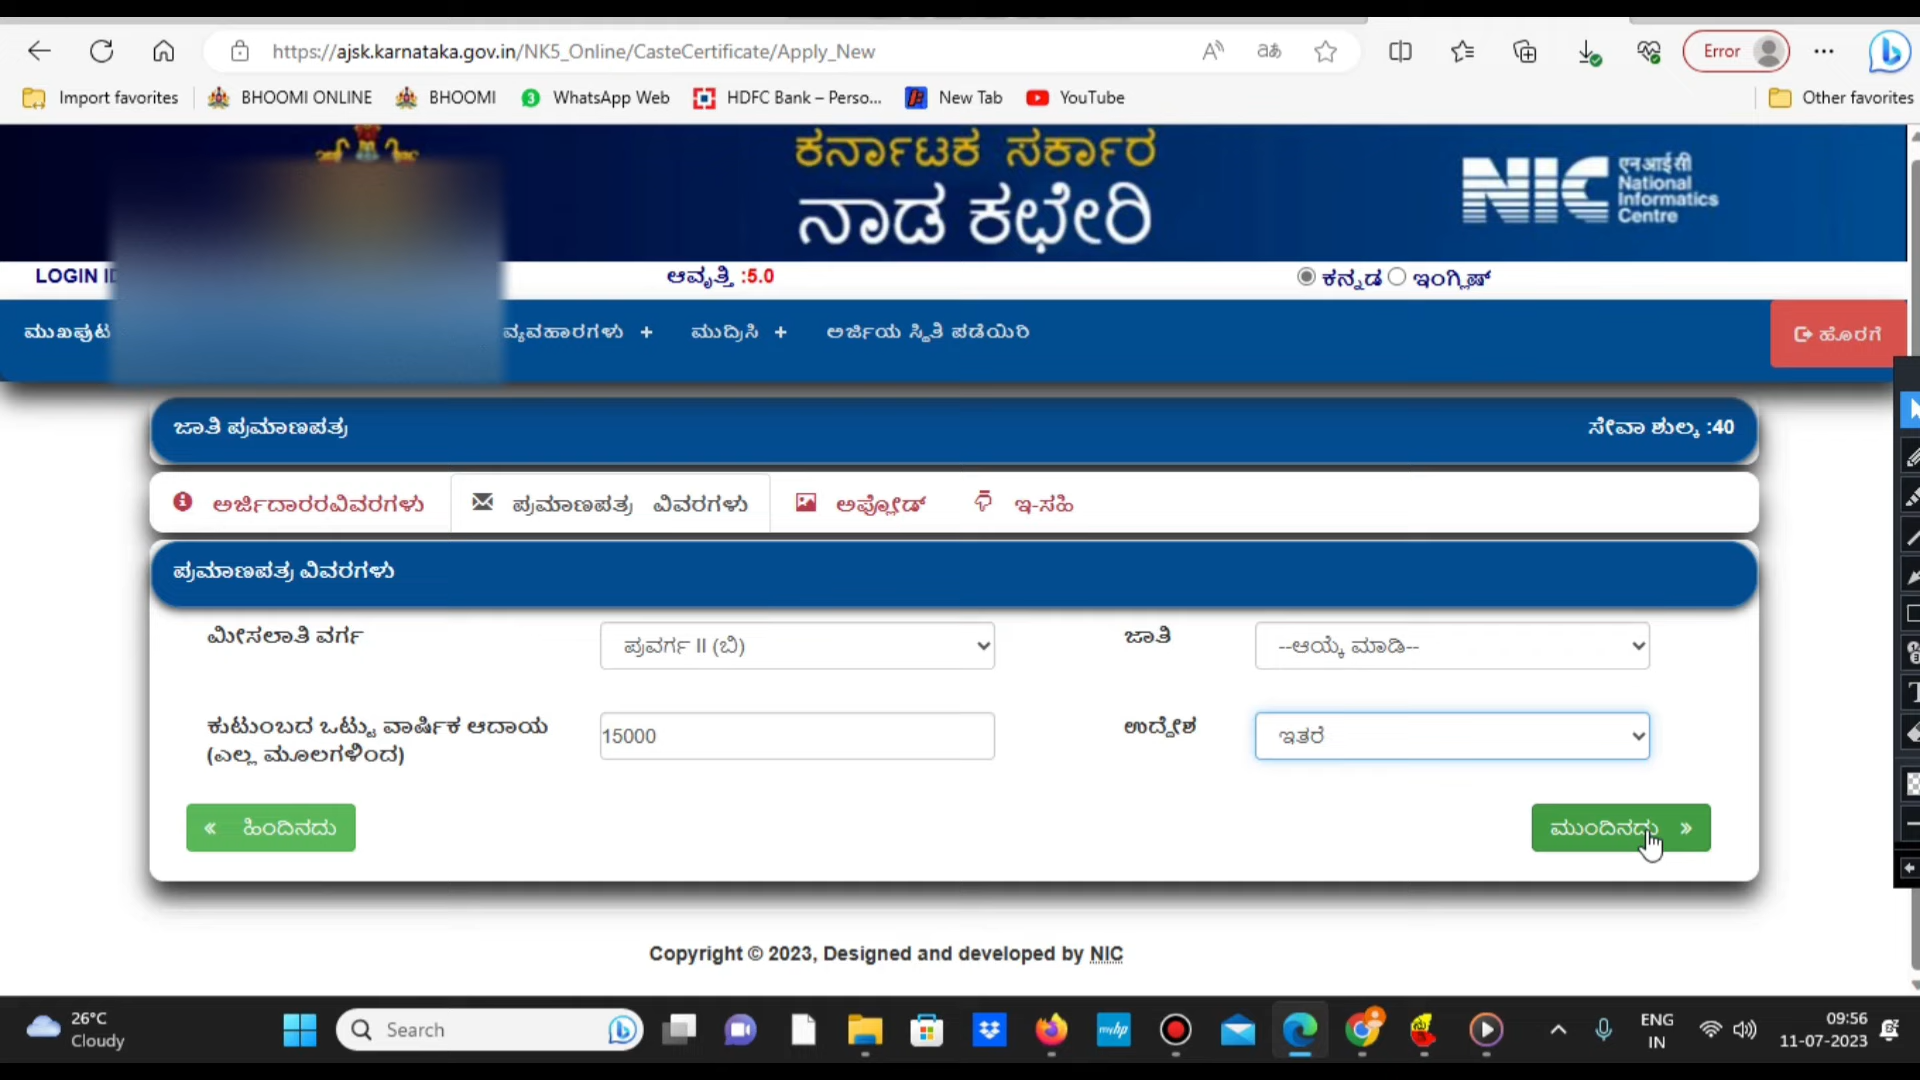 https://ajsk.karnataka.gov.in/NK5_Online/CasteCertificate/Apply_New
Error
Import favorites
BHOOMI ONLINE
BHOOMI
WhatsApp Web
HDFC Bank – Perso...
New Tab
YouTube
Other favorites
ಕರ್ನಾಟಕ ಸರ್ಕಾರ
ನಾಡ ಕಛೇರಿ
NIC
एनआईसी
National
Informatics
Centre
LOGIN ID
ಆವೃತ್ತಿ :5.0
ಕನ್ನಡ ಇಂಗ್ಲಿಷ್
ಮುಖಪುಟ
ವ್ಯವಹಾರಗಳು +
ಮುದ್ರಿಸಿ +
ಅರ್ಜಿಯ ಸ್ಥಿತಿ ಪಡೆಯಿರಿ
ಹೊರಗೆ
ಜಾತಿ ಪ್ರಮಾಣಪತ್ರ
ಸೇವಾ ಶುಲ್ಕ :40
ಅರ್ಜಿದಾರರವಿವರಗಳು
ಪ್ರಮಾಣಪತ್ರ ವಿವರಗಳು
ಅಪ್ಲೋಡ್
ಇ-ಸಹಿ
ಪ್ರಮಾಣಪತ್ರ ವಿವರಗಳು
ಮೀಸಲಾತಿ ವರ್ಗ
ಪ್ರವರ್ಗ II (ಬಿ)
ಜಾತಿ
--ಆಯ್ಕೆ ಮಾಡಿ--
ಕುಟುಂಬದ ಒಟ್ಟು ವಾರ್ಷಿಕ ಆದಾಯ
(ಎಲ್ಲ ಮೂಲಗಳಿಂದ)
15000
ಉದ್ದೇಶ
ಇತರೆ
« ಹಿಂದಿನದು
ಮುಂದಿನದು »
Copyright © 2023, Designed and developed by NIC
26°C
Cloudy
Search
myhp
ENG
IN
09:56
11-07-2023